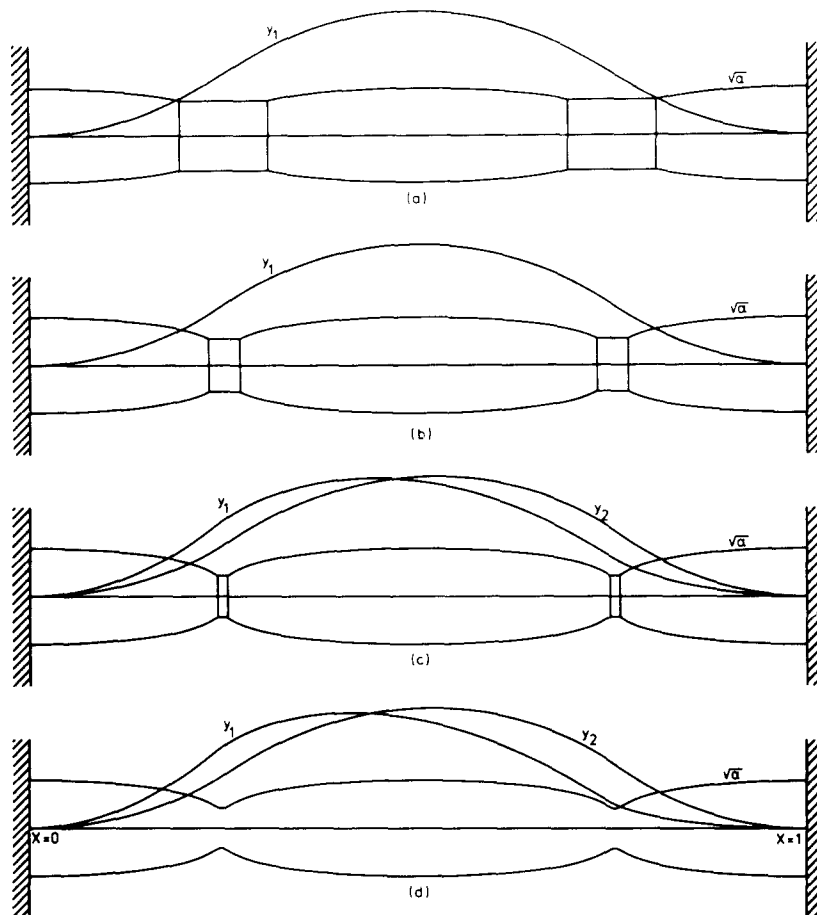 y₁
√a
(a)
y₁
√a
(b)
y₁ y₂
√a
(c)
y₁ y₂
√a
X=0 X=1
(d)